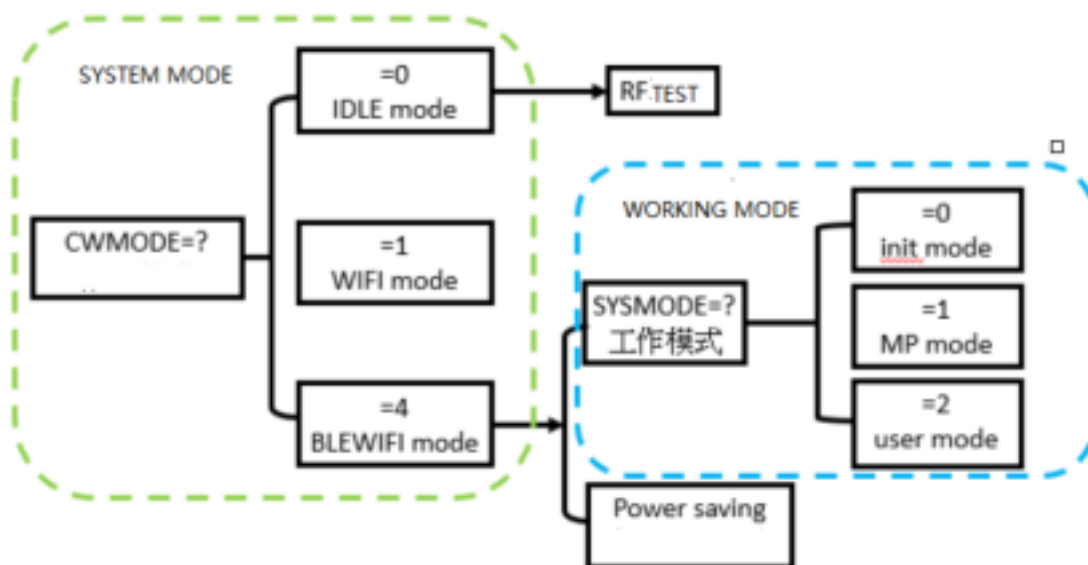 SYSTEM MODE
=0
IDLE mode
RF TEST
CWMODE=?
=1
WIFI mode
=4
BLEWIFI mode
WORKING MODE
SYSMODE=?
工作模式
=0
init mode
=1
MP mode
=2
user mode
Power saving